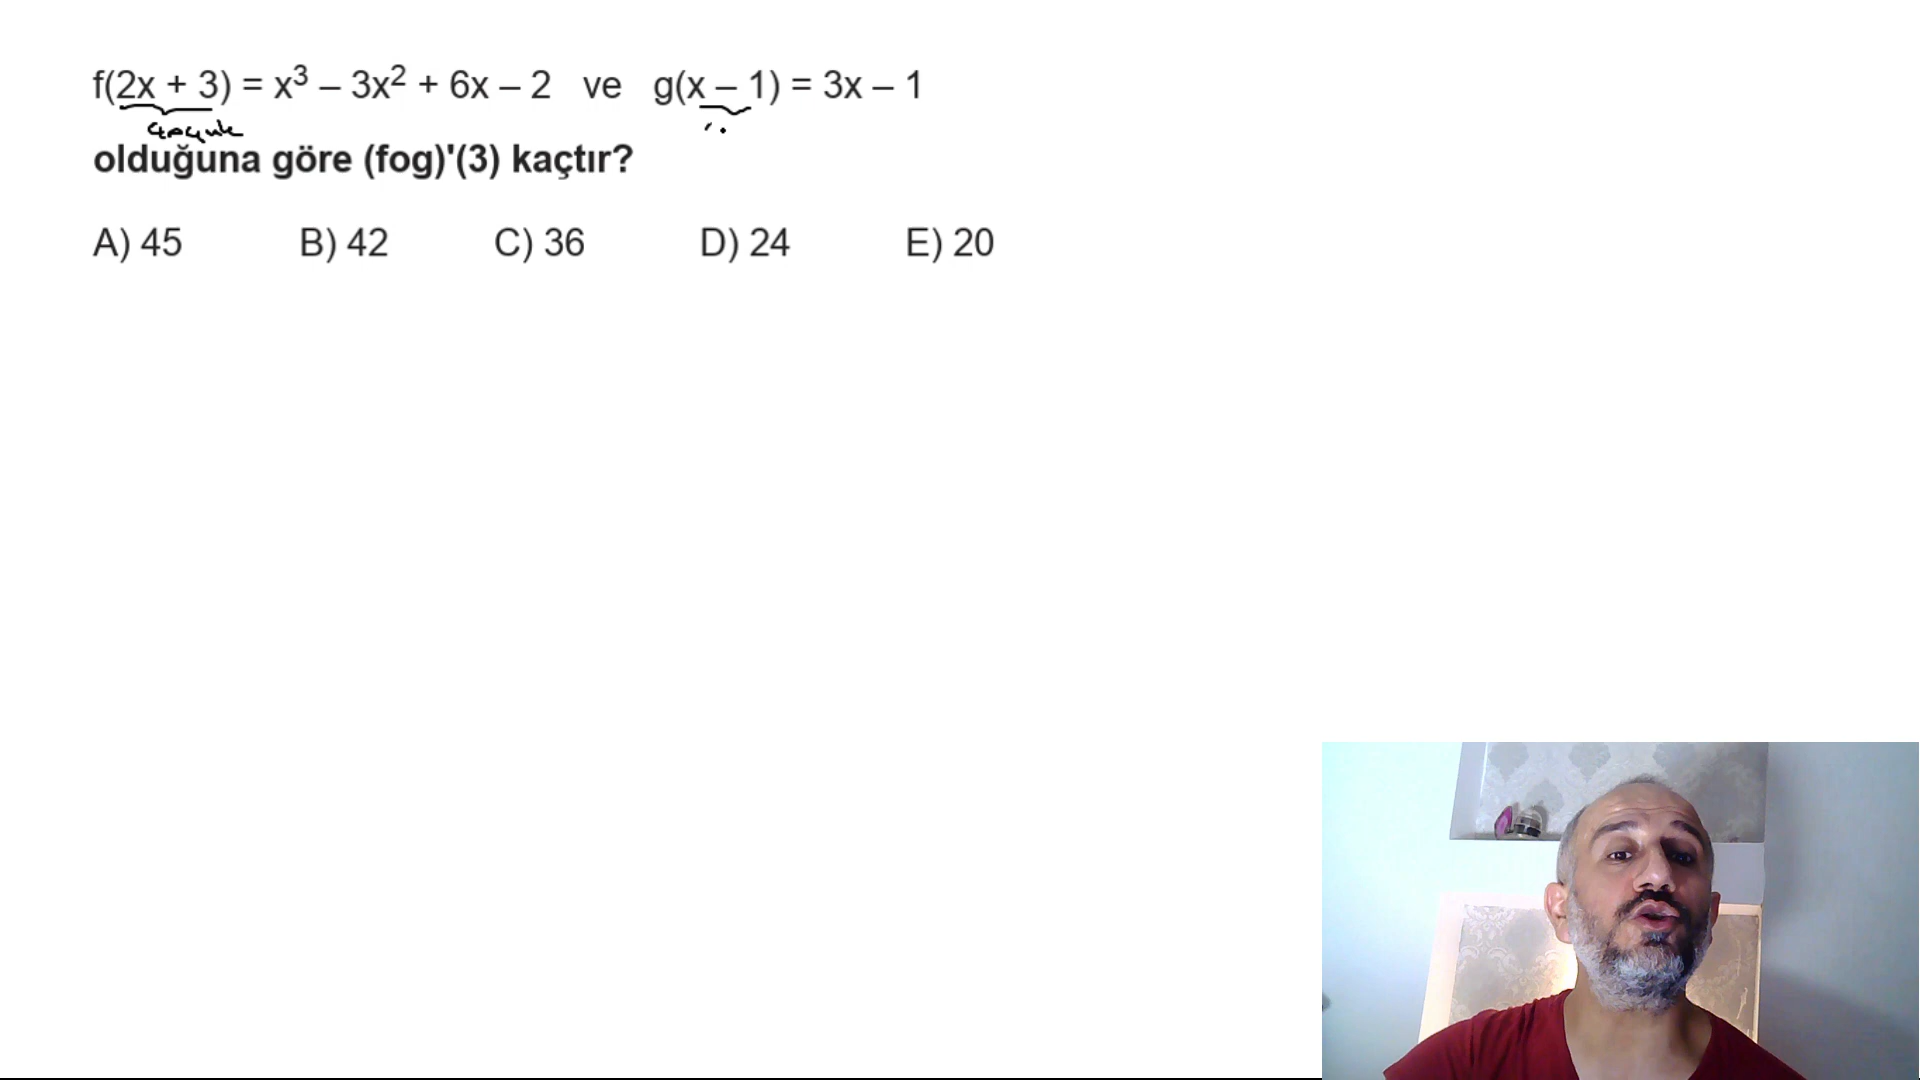 f(2x + 3) = x³ – 3x² + 6x – 2 ve g(x – 1) = 3x – 1
olduğuna göre (fog)'(3) kaçtır?
A) 45 B) 42 C) 36 D) 24 E) 20